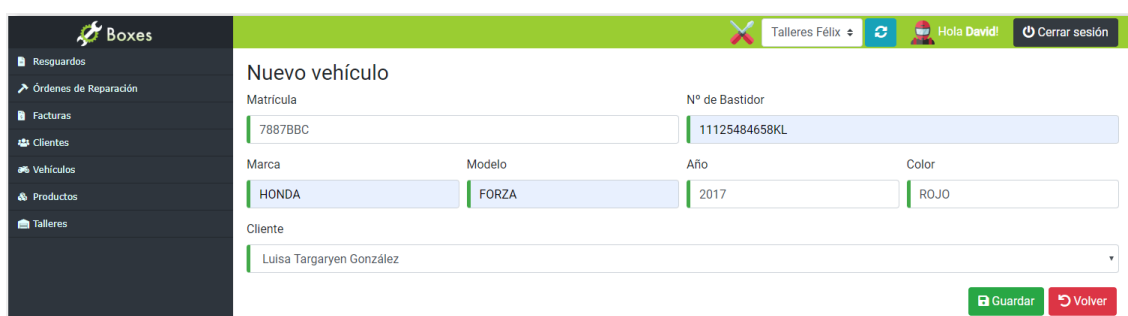 Boxes
Talleres Félix
Hola David!
Cerrar sesión
Resguardos
Órdenes de Reparación
Facturas
Clientes
Vehículos
Productos
Talleres
Nuevo vehículo
Matrícula
Nº de Bastidor
7887BBC
11125484658KL
Marca
Modelo
Año
Color
HONDA
FORZA
2017
ROJO
Cliente
Luisa Targaryen González
Guardar
Volver